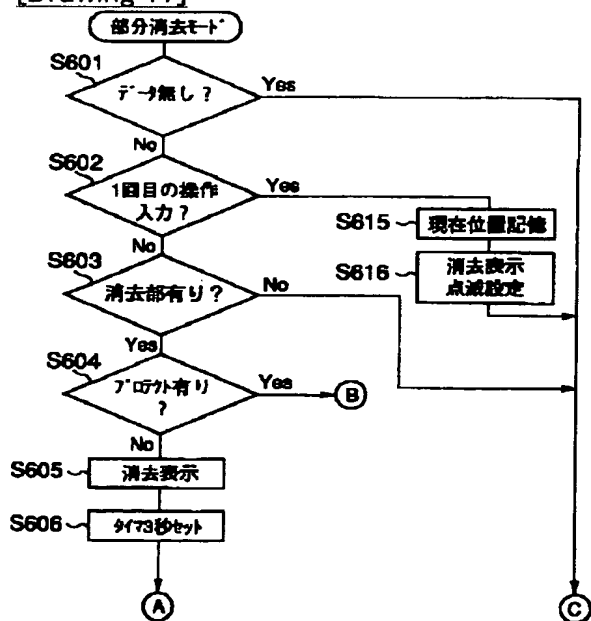 部分消去モード
S601
データ無し?
Yes
No
S602
1回目の操作
入力?
Yes
S615
現在位置記憶
No
S603
S616
消去表示
点滅設定
消去部有り?
No
Yes
S604
プロテクト有り
?
Yes
B
No
S605
消去表示
S606
タイマ3秒セット
A
C